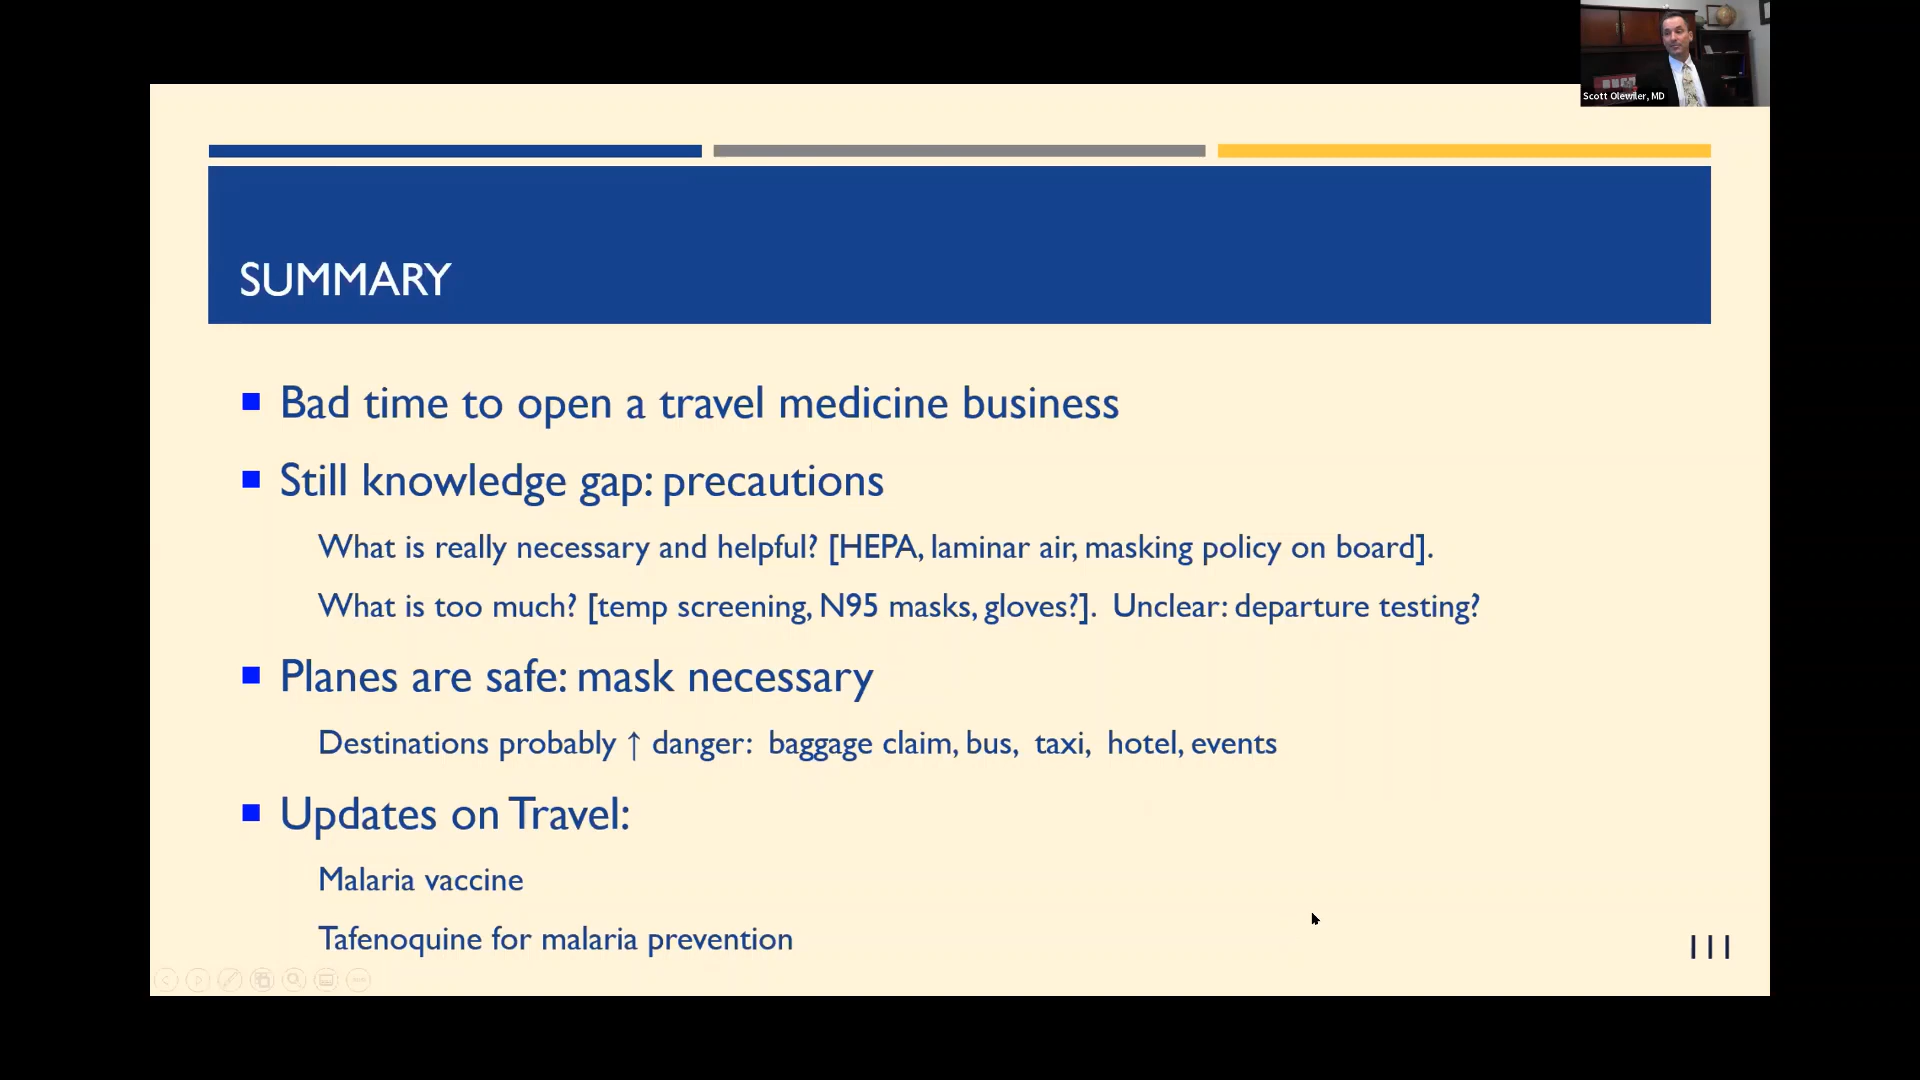 Scott Olewiler, MD
SUMMARY
Bad time to open a travel medicine business
Still knowledge gap: precautions
What is really necessary and helpful? [HEPA, laminar air, masking policy on board].
What is too much? [temp screening, N95 masks, gloves?]. Unclear: departure testing?
Planes are safe: mask necessary
Destinations probably ↑ danger: baggage claim, bus, taxi, hotel, events
Updates on Travel:
Malaria vaccine
Tafenoquine for malaria prevention
111